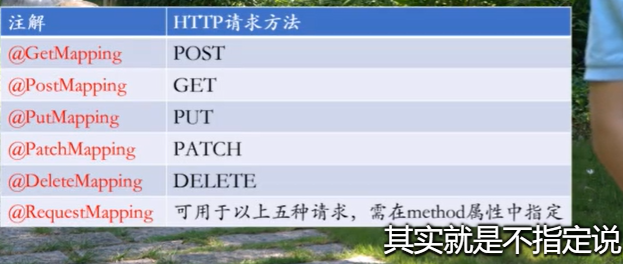 注解 HTTP请求方法
@GetMapping POST
@PostMapping GET
@PutMapping PUT
@PatchMapping PATCH
@DeleteMapping DELETE
@RequestMapping 可用于以上五种请求，需在method属性中指定
其实就是不指定说